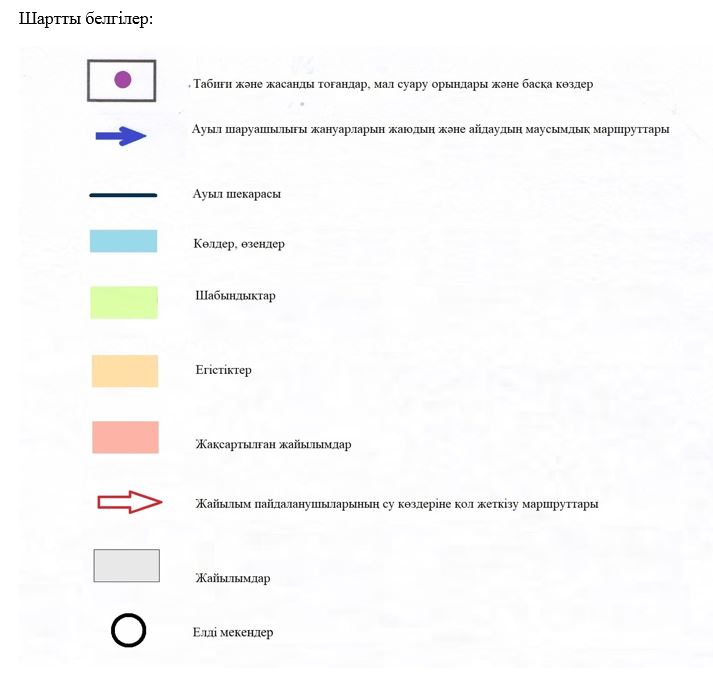 Шартты белгілер:
Табиғи және жасанды тоғандар, мал суару орындары және басқа көздер
Ауыл шаруашылығы жануарларын жаюдың және айдаудың маусымдық маршруттары
Ауыл шекарасы
Көлдер, өзендер
Шабындықтар
Егістіктер
Жақсартылған жайылымдар
Жайылым пайдаланушыларының су көздеріне қол жеткізу маршруттары
Жайылымдар
Елді мекендер